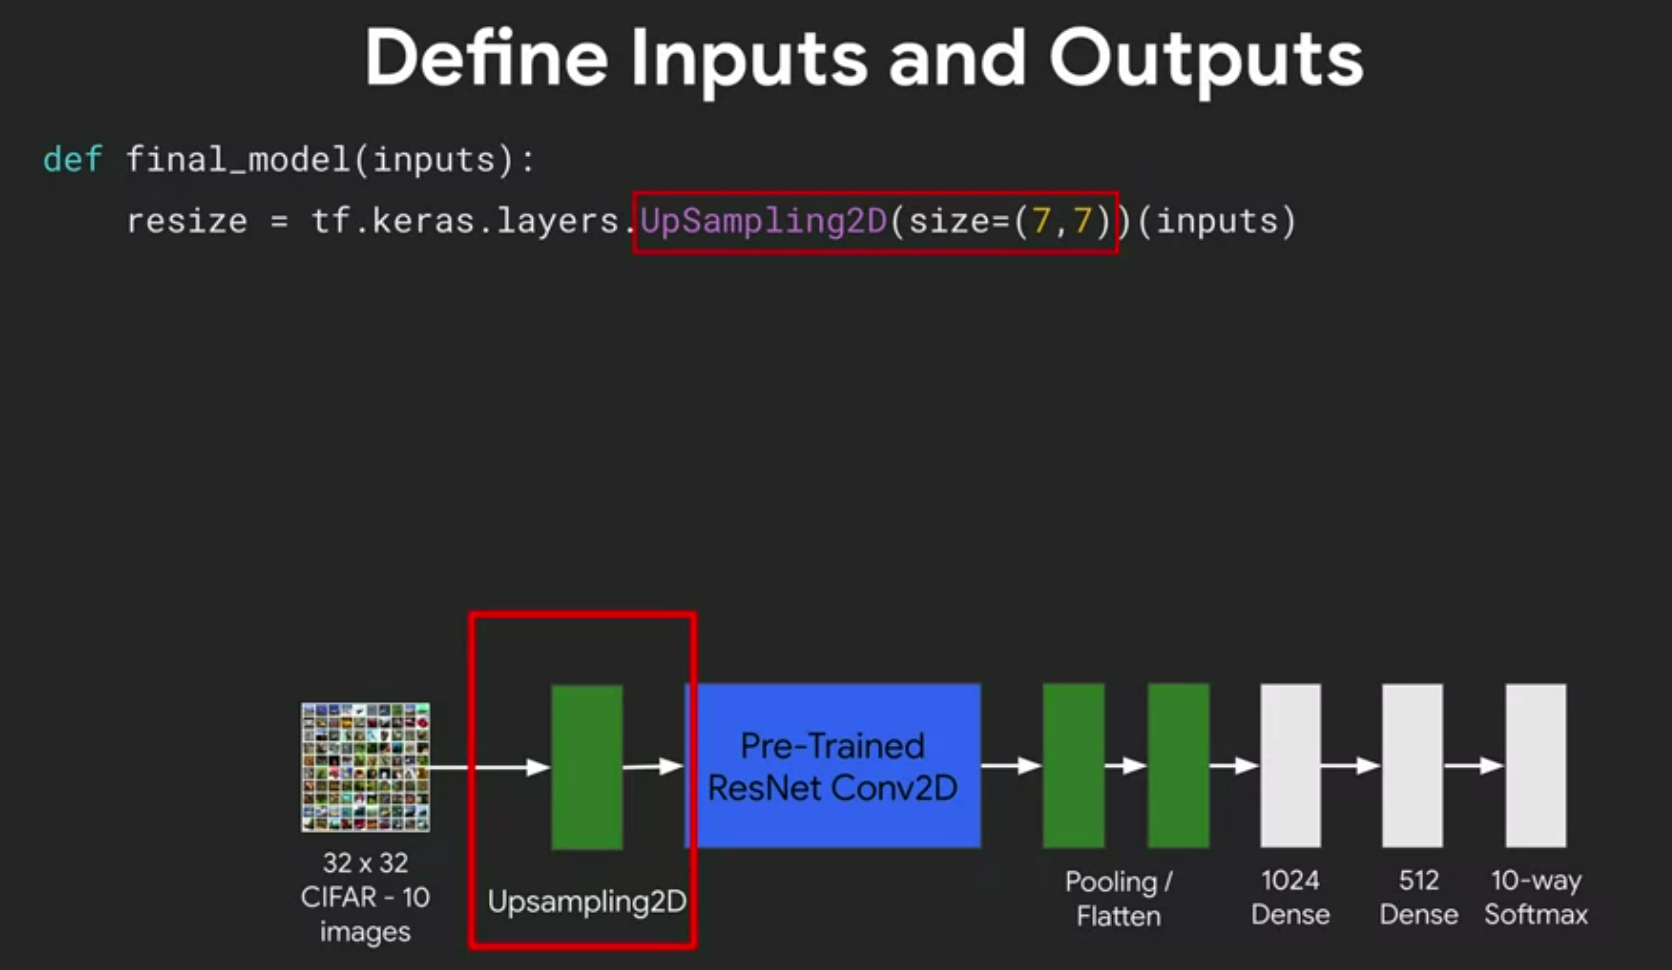 Define Inputs and Outputs
def final_model(inputs):
resize = tf.keras.layers.UpSampling2D(size=(7,7))(inputs)
Pre-Trained
ResNet Conv2D
32 x 32
CIFAR - 10
images
Upsampling2D
Pooling /
Flatten
1024
Dense
512
Dense
10-way
Softmax